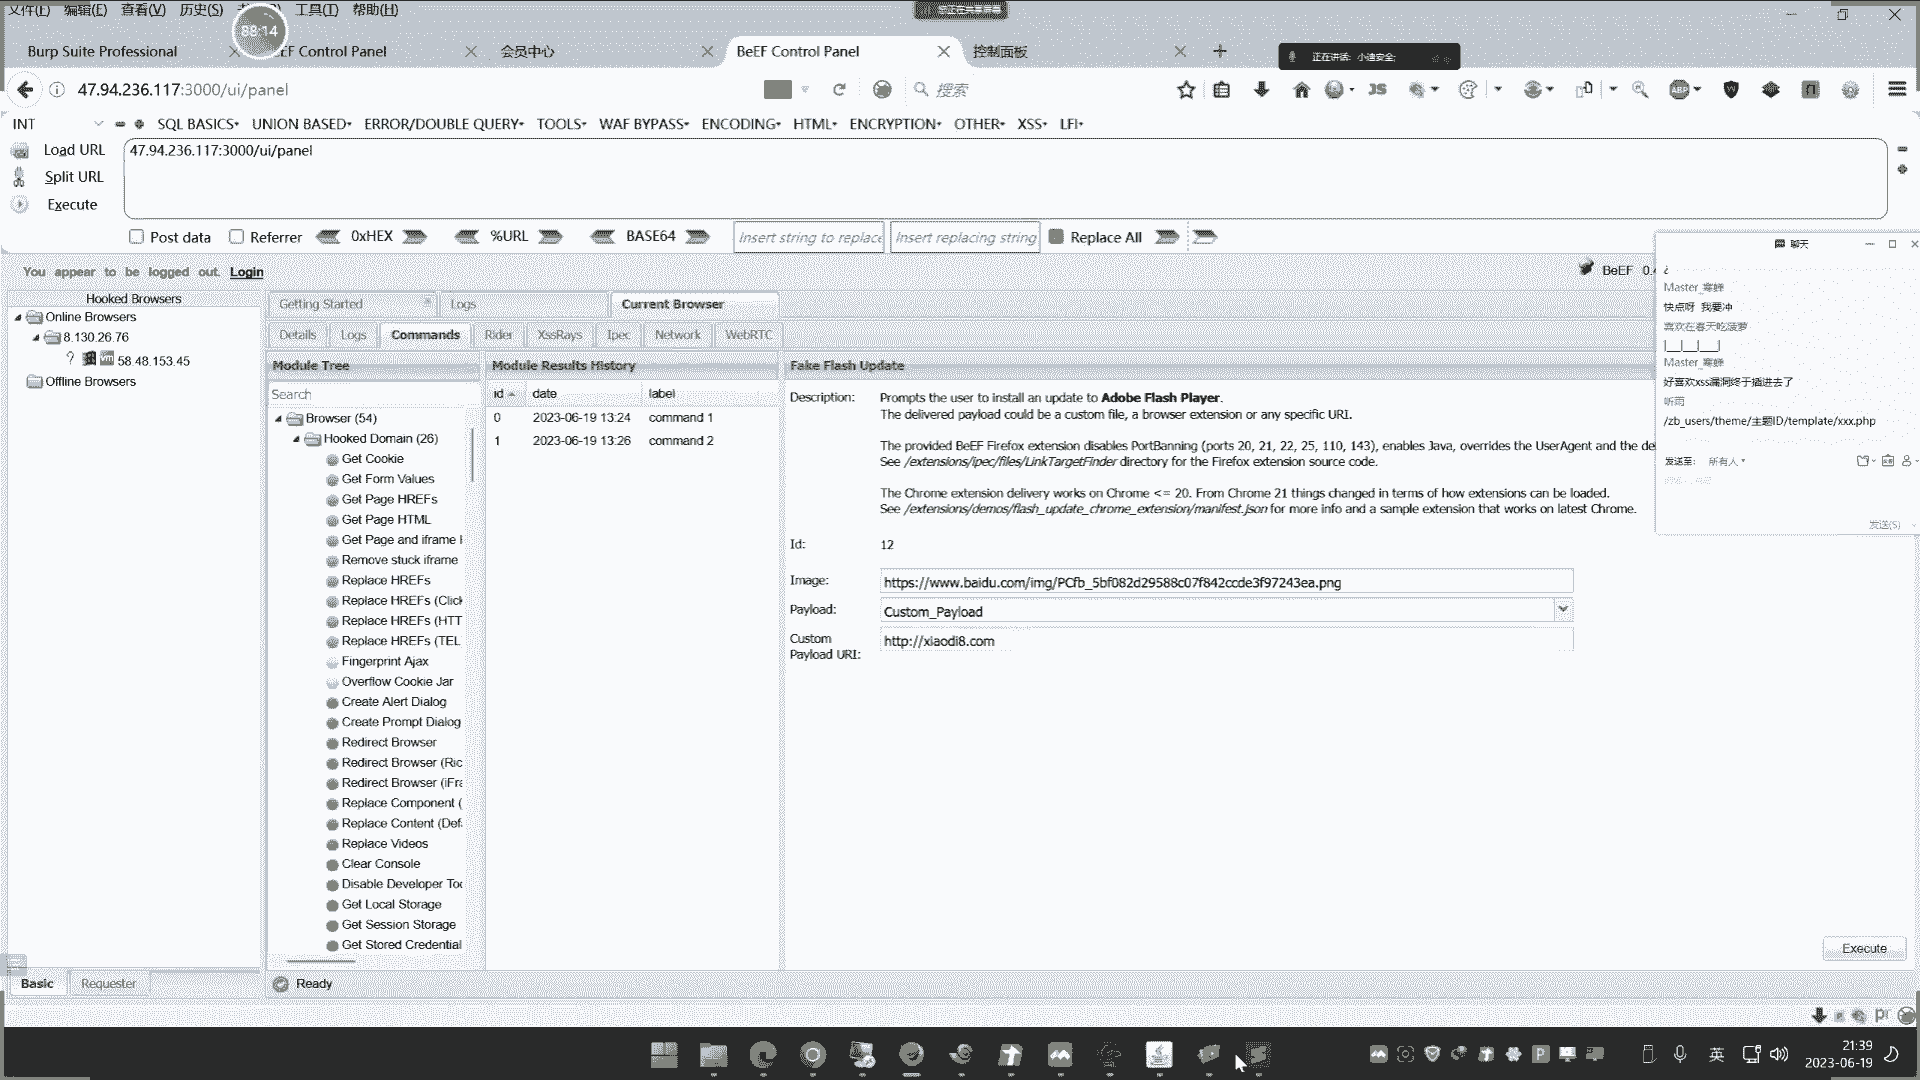 文件(F) 编辑(E) 查看(V) 历史(S) 工具(T) 帮助(H)
88:14
Burp Suite Professional
EF Control Panel
会员中心
BeEF Control Panel
控制面板
正在讲话: 小迪安全;
47.94.236.117:3000/ui/panel
搜索
JS
ABP
INT
SQL BASICS
UNION BASED
ERROR/DOUBLE QUERY
TOOLS
WAF BYPASS
ENCODING
HTML
ENCRYPTION
OTHER
XSS
LFI
Load URL
47.94.236.117:3000/ui/panel
Split URL
Execute
Post data
Referrer
0xHEX
%URL
BASE64
Insert string to replace
Insert replacing string
Replace All
You appear to be logged out. Login
BeEF 0.4
Hooked Browsers
Online Browsers
8.130.26.76
? 58.48.153.45
Offline Browsers
Basic
Requester
Getting Started
Logs
Current Browser
Details
Logs
Commands
Rider
XssRays
Ipec
Network
WebRTC
Module Tree
Search
Browser (54)
Hooked Domain (26)
Get Cookie
Get Form Values
Get Page HREFs
Get Page HTML
Get Page and iframe
Remove stuck iframe
Replace HREFs
Replace HREFs (Click
Replace HREFs (HTT
Replace HREFs (TEL
Fingerprint Ajax
Overflow Cookie Jar
Create Alert Dialog
Create Prompt Dialog
Redirect Browser
Redirect Browser (Ric
Redirect Browser (iFra
Replace Component (
Replace Content (Def
Replace Videos
Clear Console
Disable Developer Too
Get Local Storage
Get Session Storage
Get Stored Credential
Module Results History
id date label
0 2023-06-19 13:24 command 1
1 2023-06-19 13:26 command 2
Fake Flash Update
Description:
Prompts the user to install an update to Adobe Flash Player.
The delivered payload could be a custom file, a browser extension or any specific URI.
The provided BeEF Firefox extension disables PortBanning (ports 20, 21, 22, 25, 110, 143), enables Java, overrides the UserAgent and the de
See /extensions/ipec/files/LinkTargetFinder directory for the Firefox extension source code.
The Chrome extension delivery works on Chrome <= 20. From Chrome 21 things changed in terms of how extensions can be loaded.
See /extensions/demos/flash_update_chrome_extension/manifest.json for more info and a sample extension that works on latest Chrome.
Id: 12
Image: https://www.baidu.com/img/PCfb_5bf082d29588c07f842ccde3f97243ea.png
Payload: Custom_Payload
Custom Payload URI: http://xiaodi8.com
Execute
Ready
聊天
¿
快点呀 我要冲
喜欢在春天吃菠萝
|__|__|__|
好喜欢xss漏洞终于插进去了
听雨
/zb_users/theme/主题ID/template/xxx.php
发送至: 所有人
发送(S)
英
21:39
2023-06-19